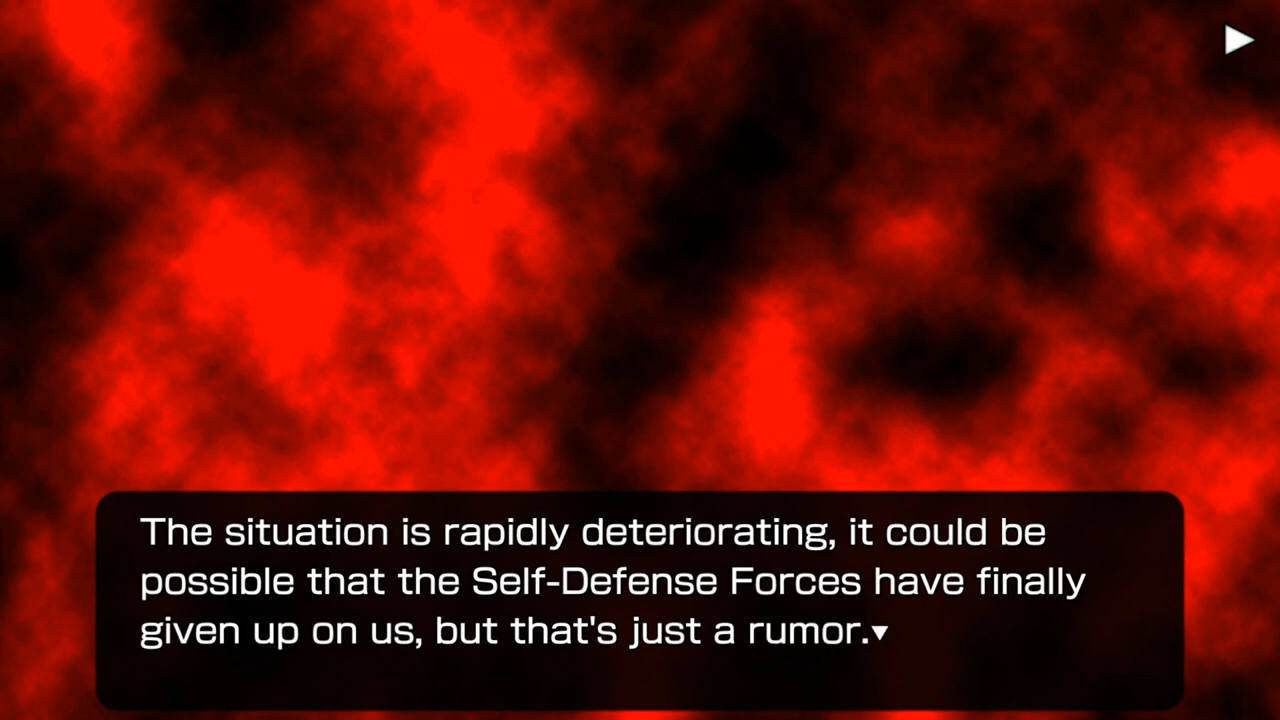 The situation is rapidly deteriorating, it could be
possible that the Self-Defense Forces have finally
given up on us, but that's just a rumor.▼